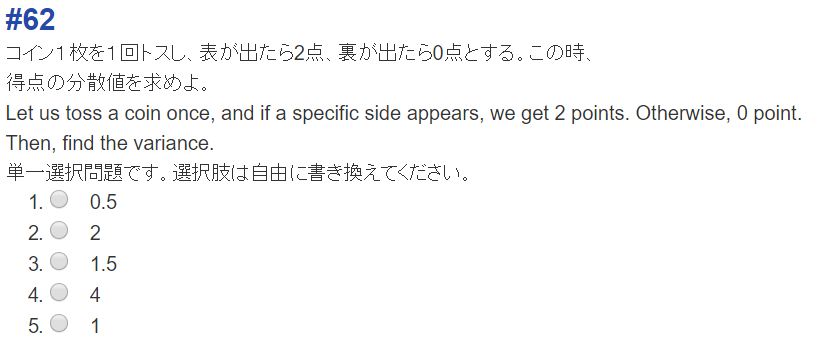 #62
コイン１枚を１回トスし、表が出たら2点、裏が出たら0点とする。この時、
得点の分散値を求めよ。
Let us toss a coin once, and if a specific side appears, we get 2 points. Otherwise, 0 point.
Then, find the variance.
単一選択問題です。選択肢は自由に書き換えてください。
1. 0.5
2. 2
3. 1.5
4. 4
5. 1